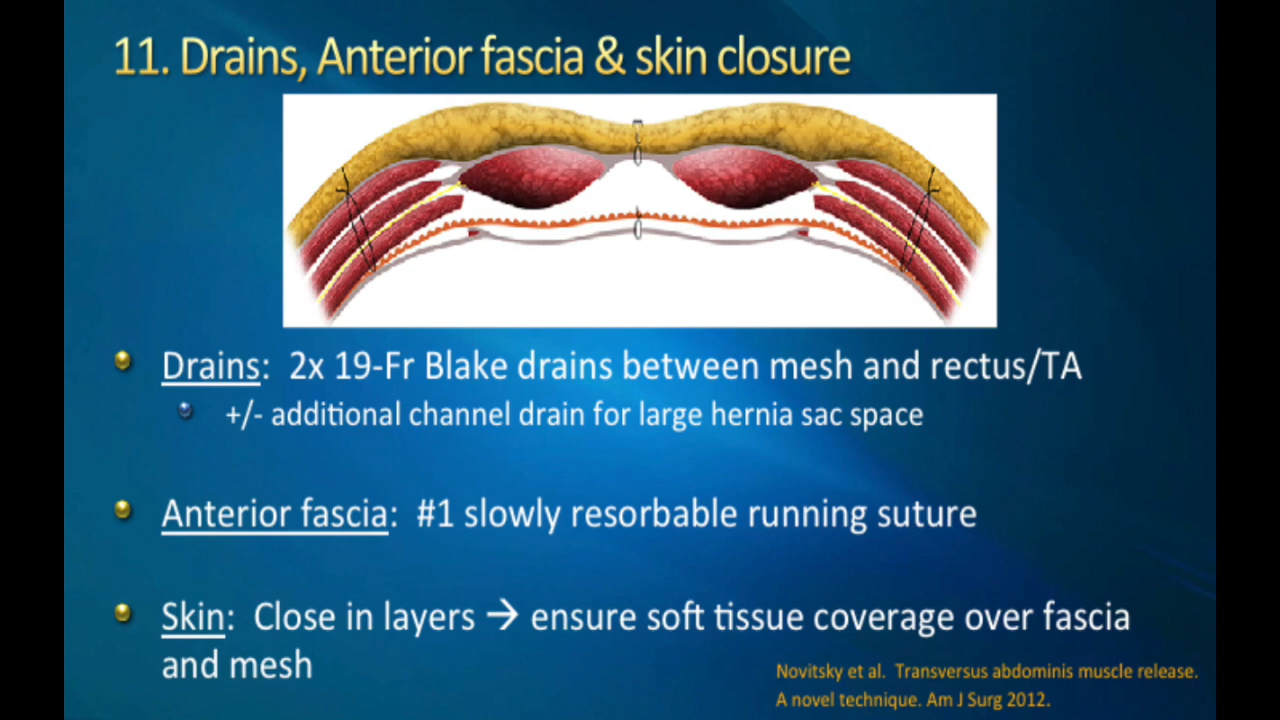 11. Drains, Anterior fascia & skin closure
Drains: 2x 19-Fr Blake drains between mesh and rectus/TA
+/- additional channel drain for large hernia sac space
Anterior fascia: #1 slowly resorbable running suture
Skin: Close in layers → ensure soft tissue coverage over fascia
and mesh
Novitsky et al. Transversus abdominis muscle release.
A novel technique. Am J Surg 2012.